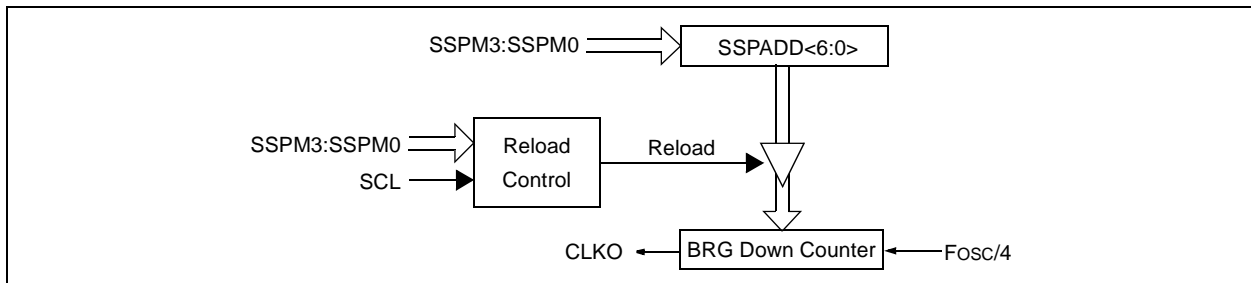 SSPM3:SSPM0
SSPADD<6:0>
SSPM3:SSPM0
SCL
Reload
Control
Reload
CLKO
BRG Down Counter
FOSC/4